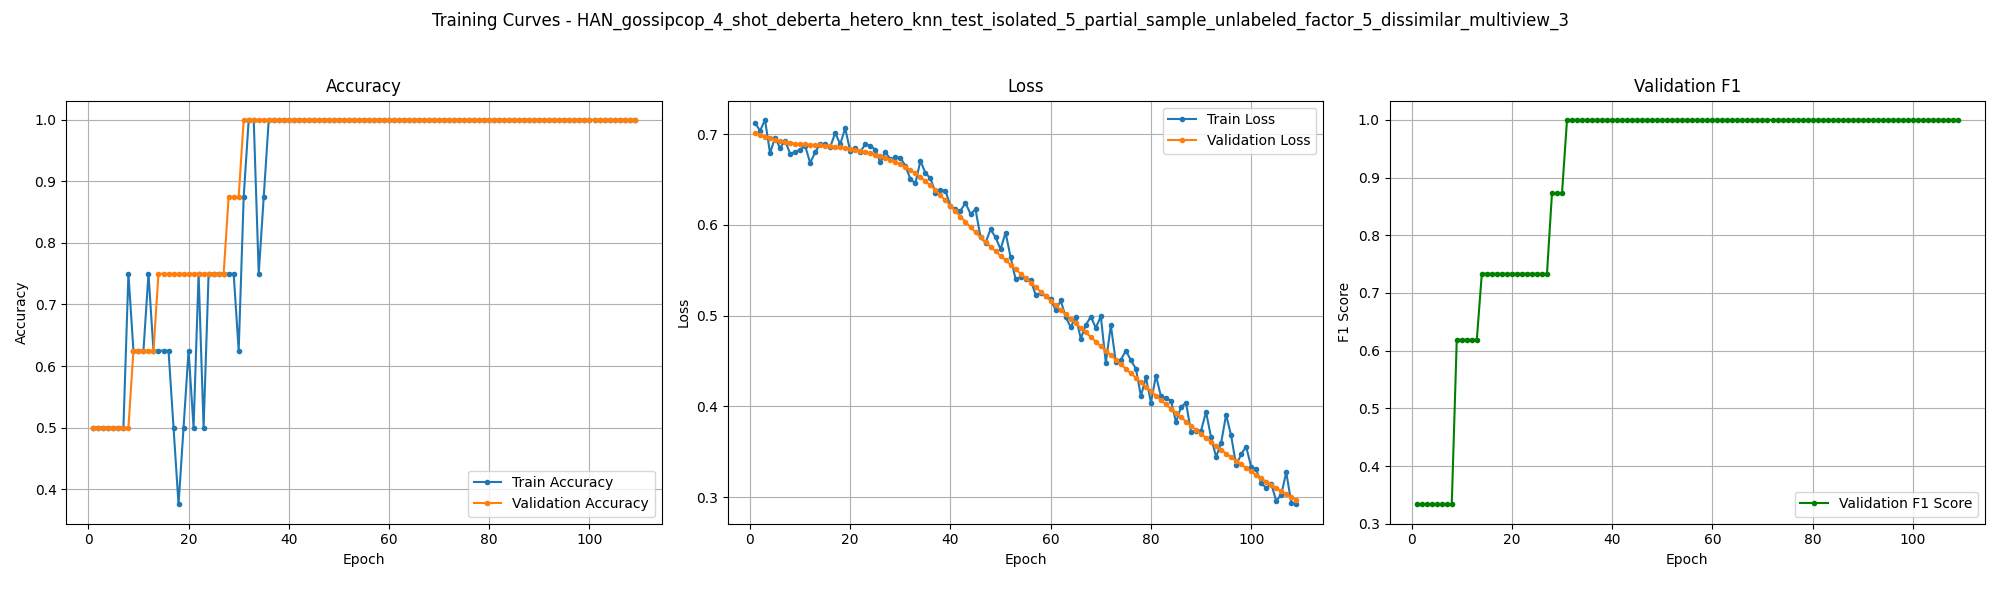 Training Curves - HAN_gossipcop_4_shot_deberta_hetero_knn_test_isolated_5_partial_sample_unlabeled_factor_5_dissimilar_multiview_3
Accuracy
1.0
0.9
0.8
0.7
0.6
0.5
0.4
Accuracy
Train Accuracy
Validation Accuracy
0 20 40 60 80 100
Epoch
Loss
0.7
0.6
0.5
0.4
0.3
Loss
Train Loss
Validation Loss
0 20 40 60 80 100
Epoch
Validation F1
1.0
0.9
0.8
0.7
0.6
0.5
0.4
0.3
F1 Score
Validation F1 Score
0 20 40 60 80 100
Epoch